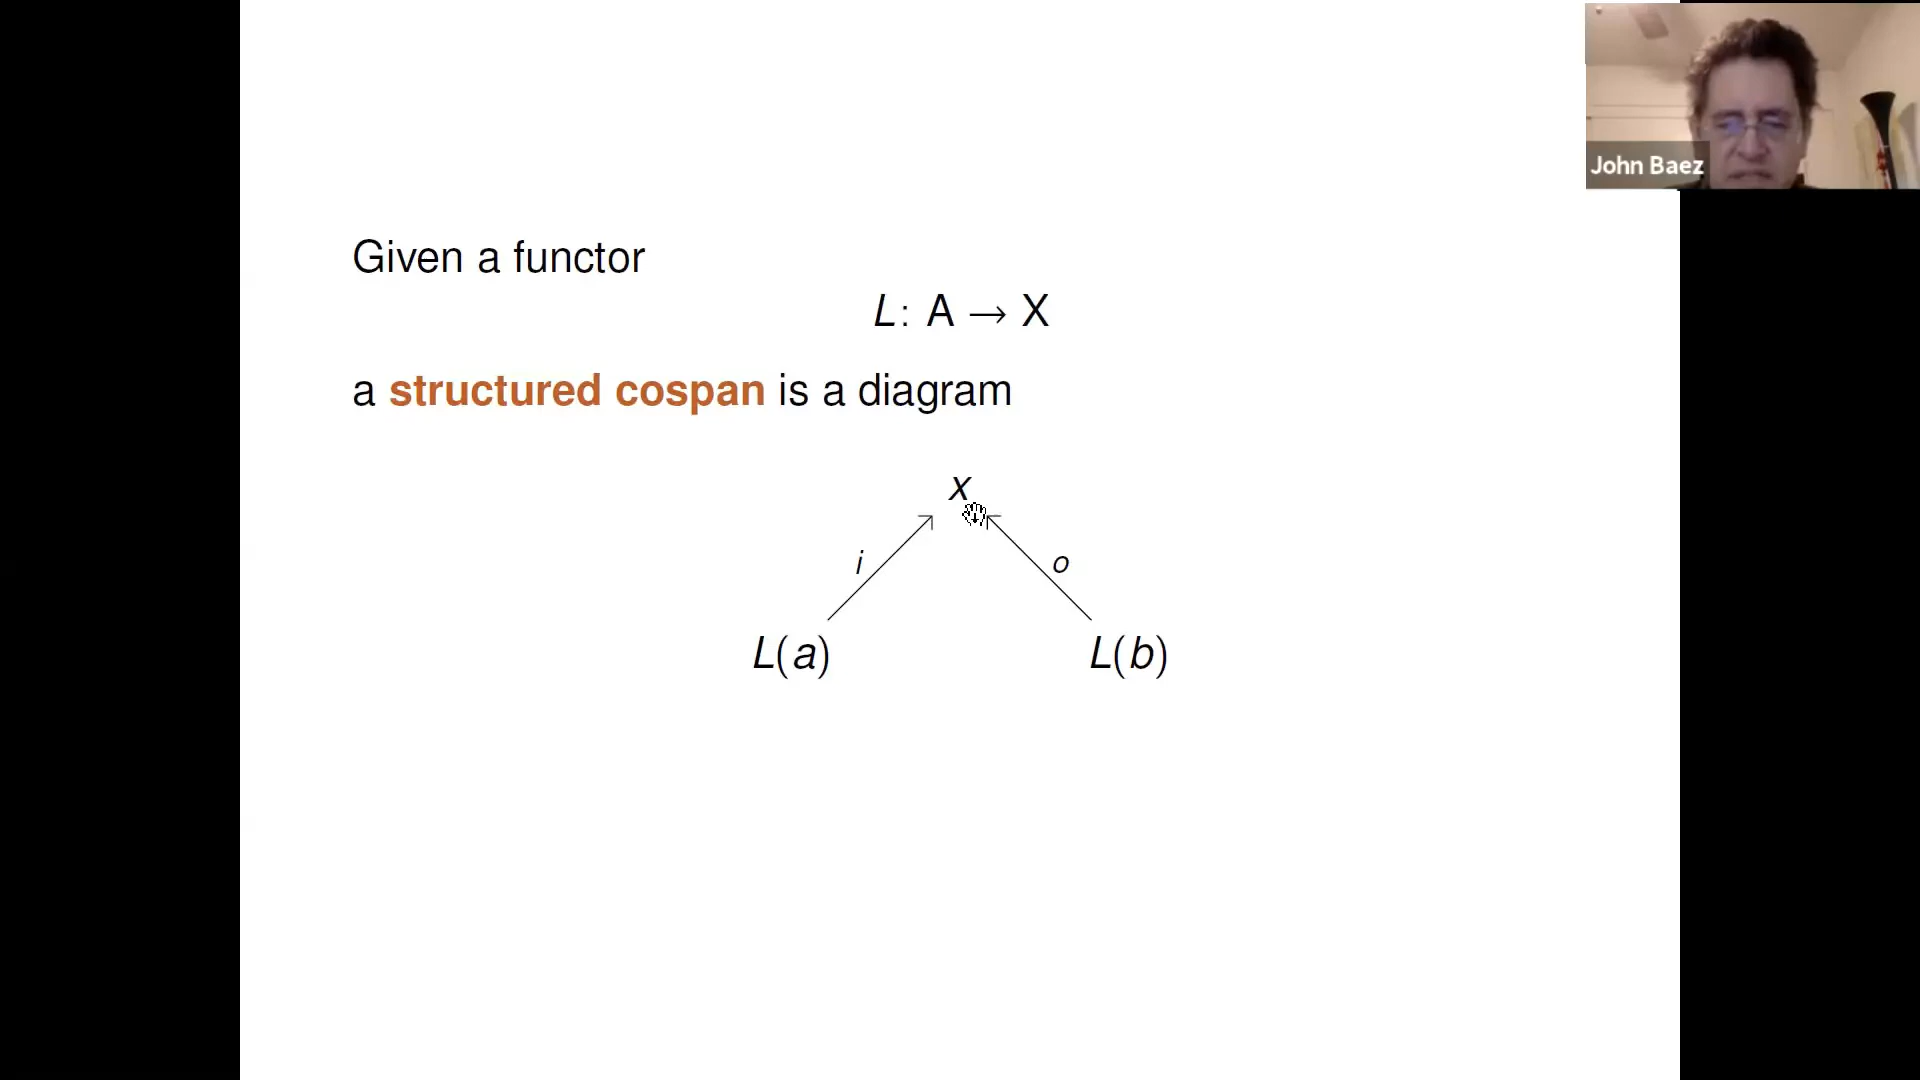 John Baez
Given a functor
L: A → X
a structured cospan is a diagram
x
i o
L(a) L(b)